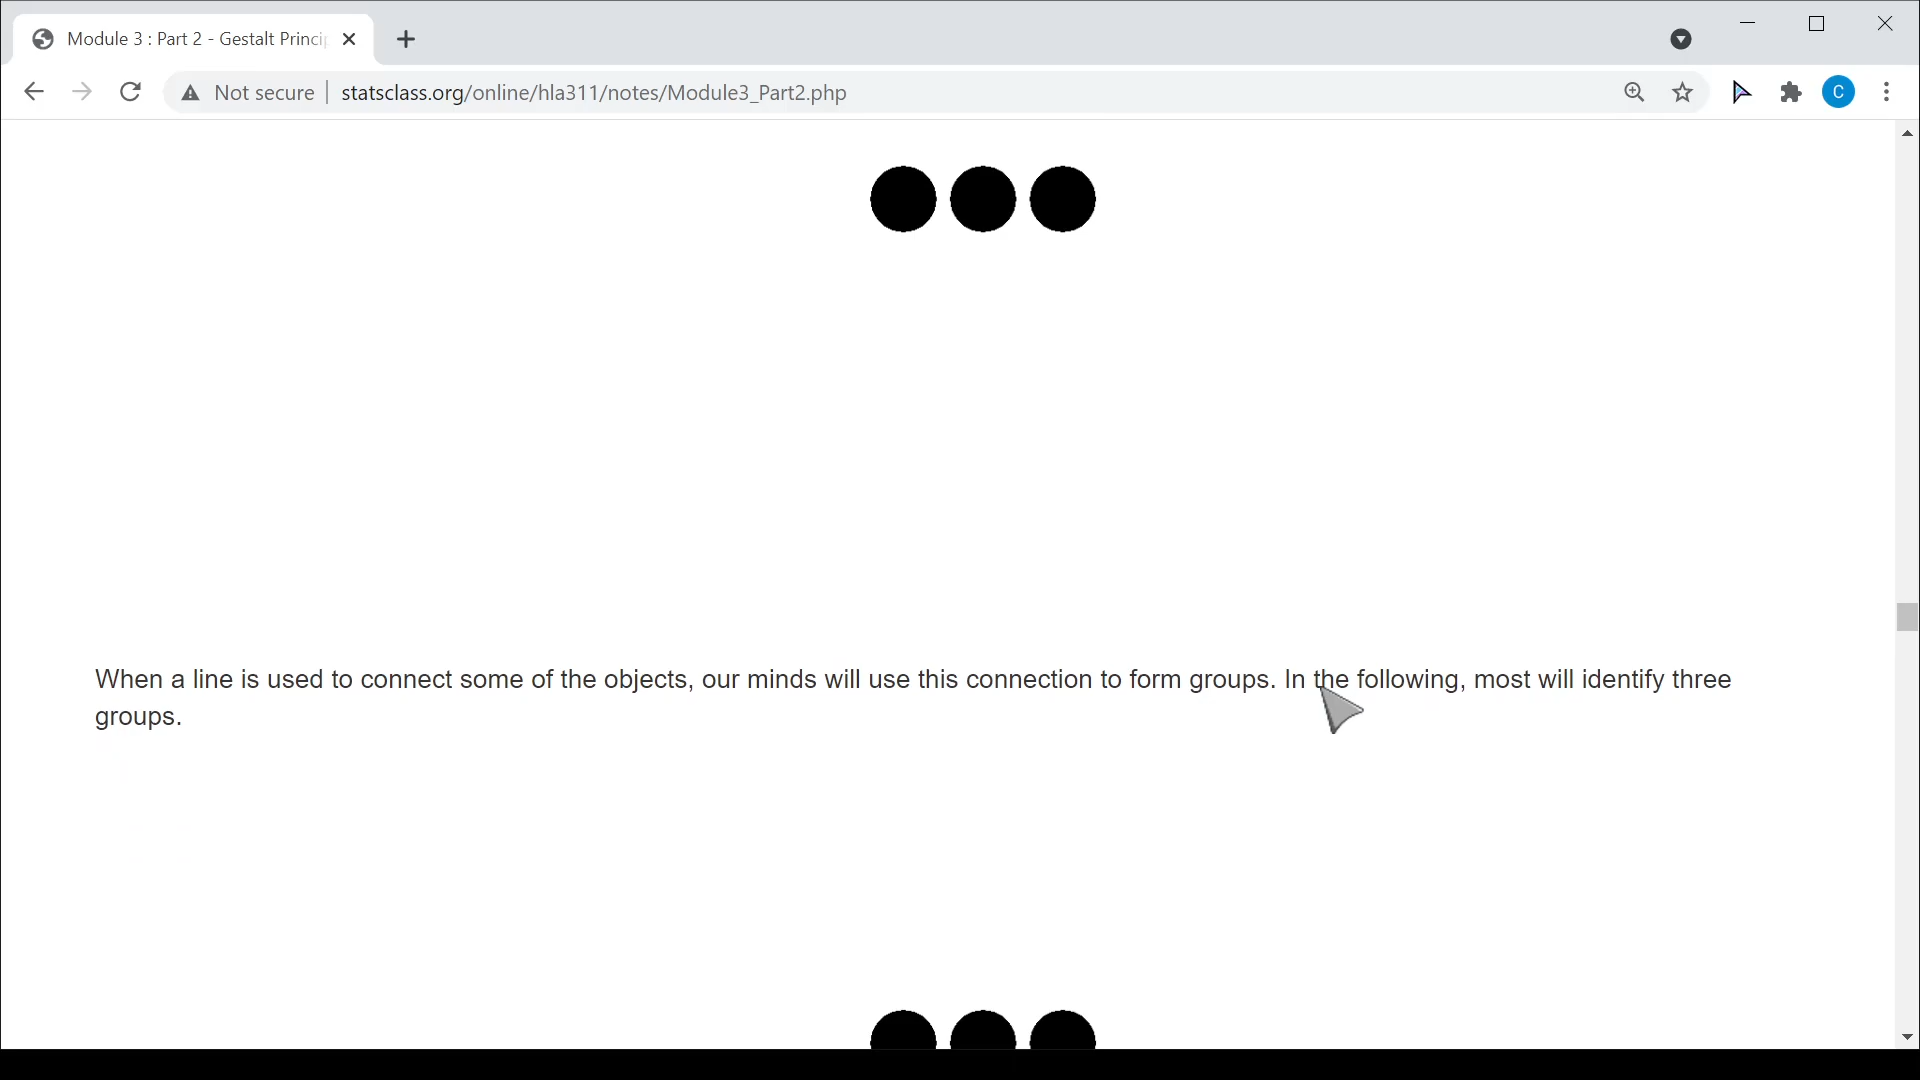 Module 3 : Part 2 - Gestalt Princi
Not secure
statsclass.org/online/hla311/notes/Module3_Part2.php
C
When a line is used to connect some of the objects, our minds will use this connection to form groups. In the following, most will identify three
groups.